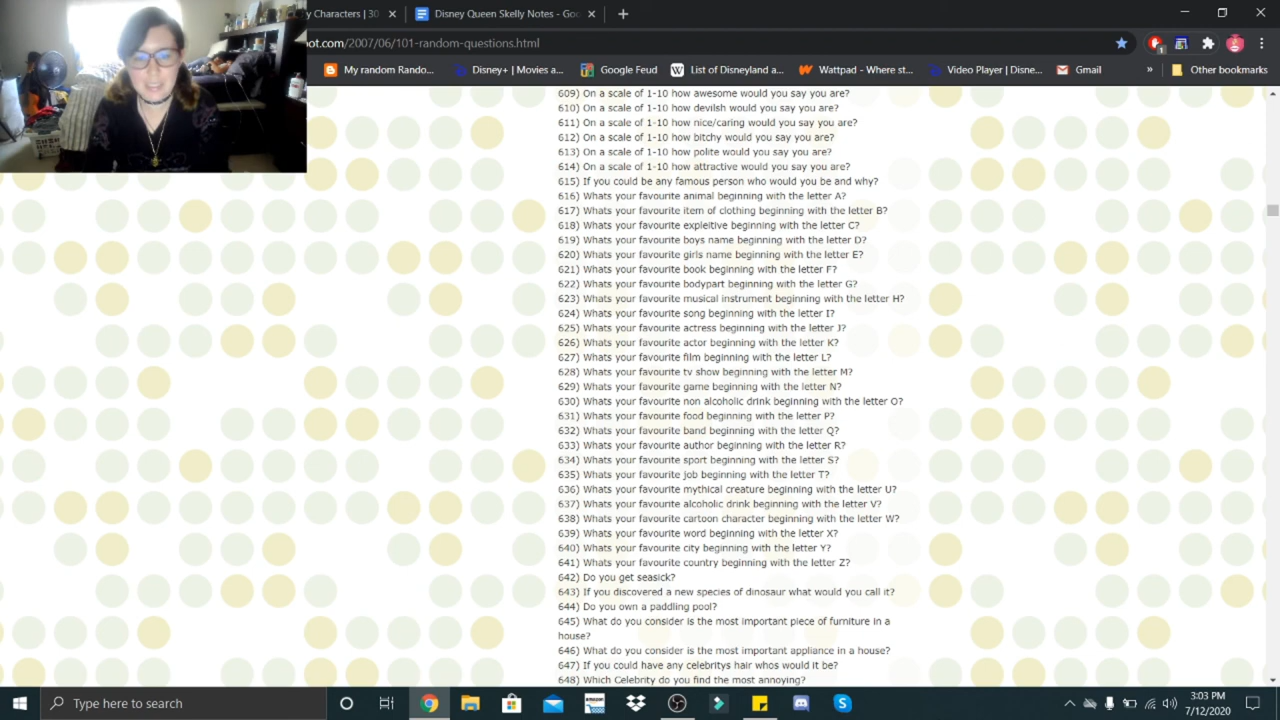 y Characters | 30
Disney Queen Skelly Notes - Goo
ot.com/2007/06/101-random-questions.html
My random Rando...
Disney+ | Movies a...
Google Feud
List of Disneyland a...
Wattpad - Where st...
Video Player | Disne...
Gmail
»
Other bookmarks
609) On a scale of 1-10 how awesome would you say you are?
610) On a scale of 1-10 how devilsh would you say you are?
611) On a scale of 1-10 how nice/caring would you say you are?
612) On a scale of 1-10 how bitchy would you say you are?
613) On a scale of 1-10 how polite would you say you are?
614) On a scale of 1-10 how attractive would you say you are?
615) If you could be any famous person who would you be and why?
616) Whats your favourite animal beginning with the letter A?
617) Whats your favourite item of clothing beginning with the letter B?
618) Whats your favourite expleitive beginning with the letter C?
619) Whats your favourite boys name beginning with the letter D?
620) Whats your favourite girls name beginning with the letter E?
621) Whats your favourite book beginning with the letter F?
622) Whats your favourite bodypart beginning with the letter G?
623) Whats your favourite musical instrument beginning with the letter H?
624) Whats your favourite song beginning with the letter I?
625) Whats your favourite actress beginning with the letter J?
626) Whats your favourite actor beginning with the letter K?
627) Whats your favourite film beginning with the letter L?
628) Whats your favourite tv show beginning with the letter M?
629) Whats your favourite game beginning with the letter N?
630) Whats your favourite non alcoholic drink beginning with the letter O?
631) Whats your favourite food beginning with the letter P?
632) Whats your favourite band beginning with the letter Q?
633) Whats your favourite author beginning with the letter R?
634) Whats your favourite sport beginning with the letter S?
635) Whats your favourite job beginning with the letter T?
636) Whats your favourite mythical creature beginning with the letter U?
637) Whats your favourite alcoholic drink beginning with the letter V?
638) Whats your favourite cartoon character beginning with the letter W?
639) Whats your favourite word beginning with the letter X?
640) Whats your favourite city beginning with the letter Y?
641) Whats your favourite country beginning with the letter Z?
642) Do you get seasick?
643) If you discovered a new species of dinosaur what would you call it?
644) Do you own a paddling pool?
645) What do you consider is the most important piece of furniture in a
house?
646) What do you consider is the most important appliance in a house?
647) If you could have any celebritys hair whos would it be?
648) Which Celebrity do you find the most annoying?
Type here to search
3:03 PM
7/12/2020